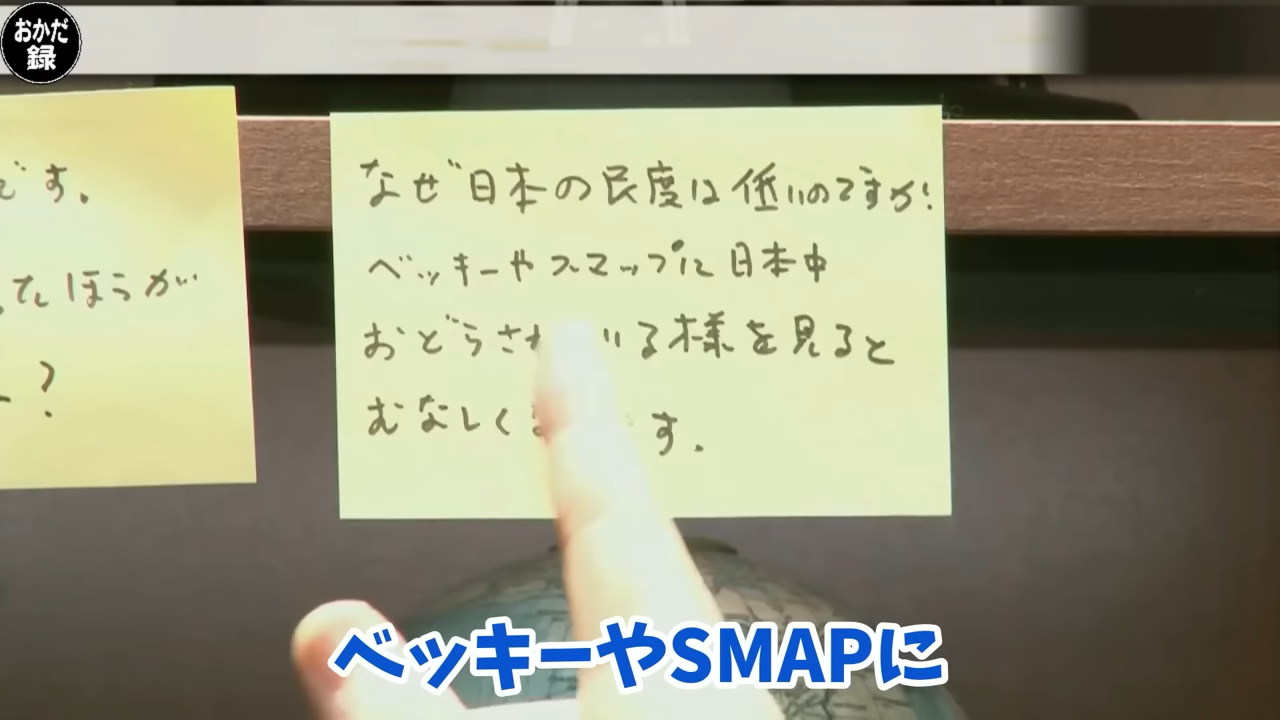 おかだ
録
です。
たほうが
?
なぜ日本の民度は低いのですか!
ベッキーやスマップに日本中
おどらされいる様を見ると
むなしくす.
ベッキーやSMAPに